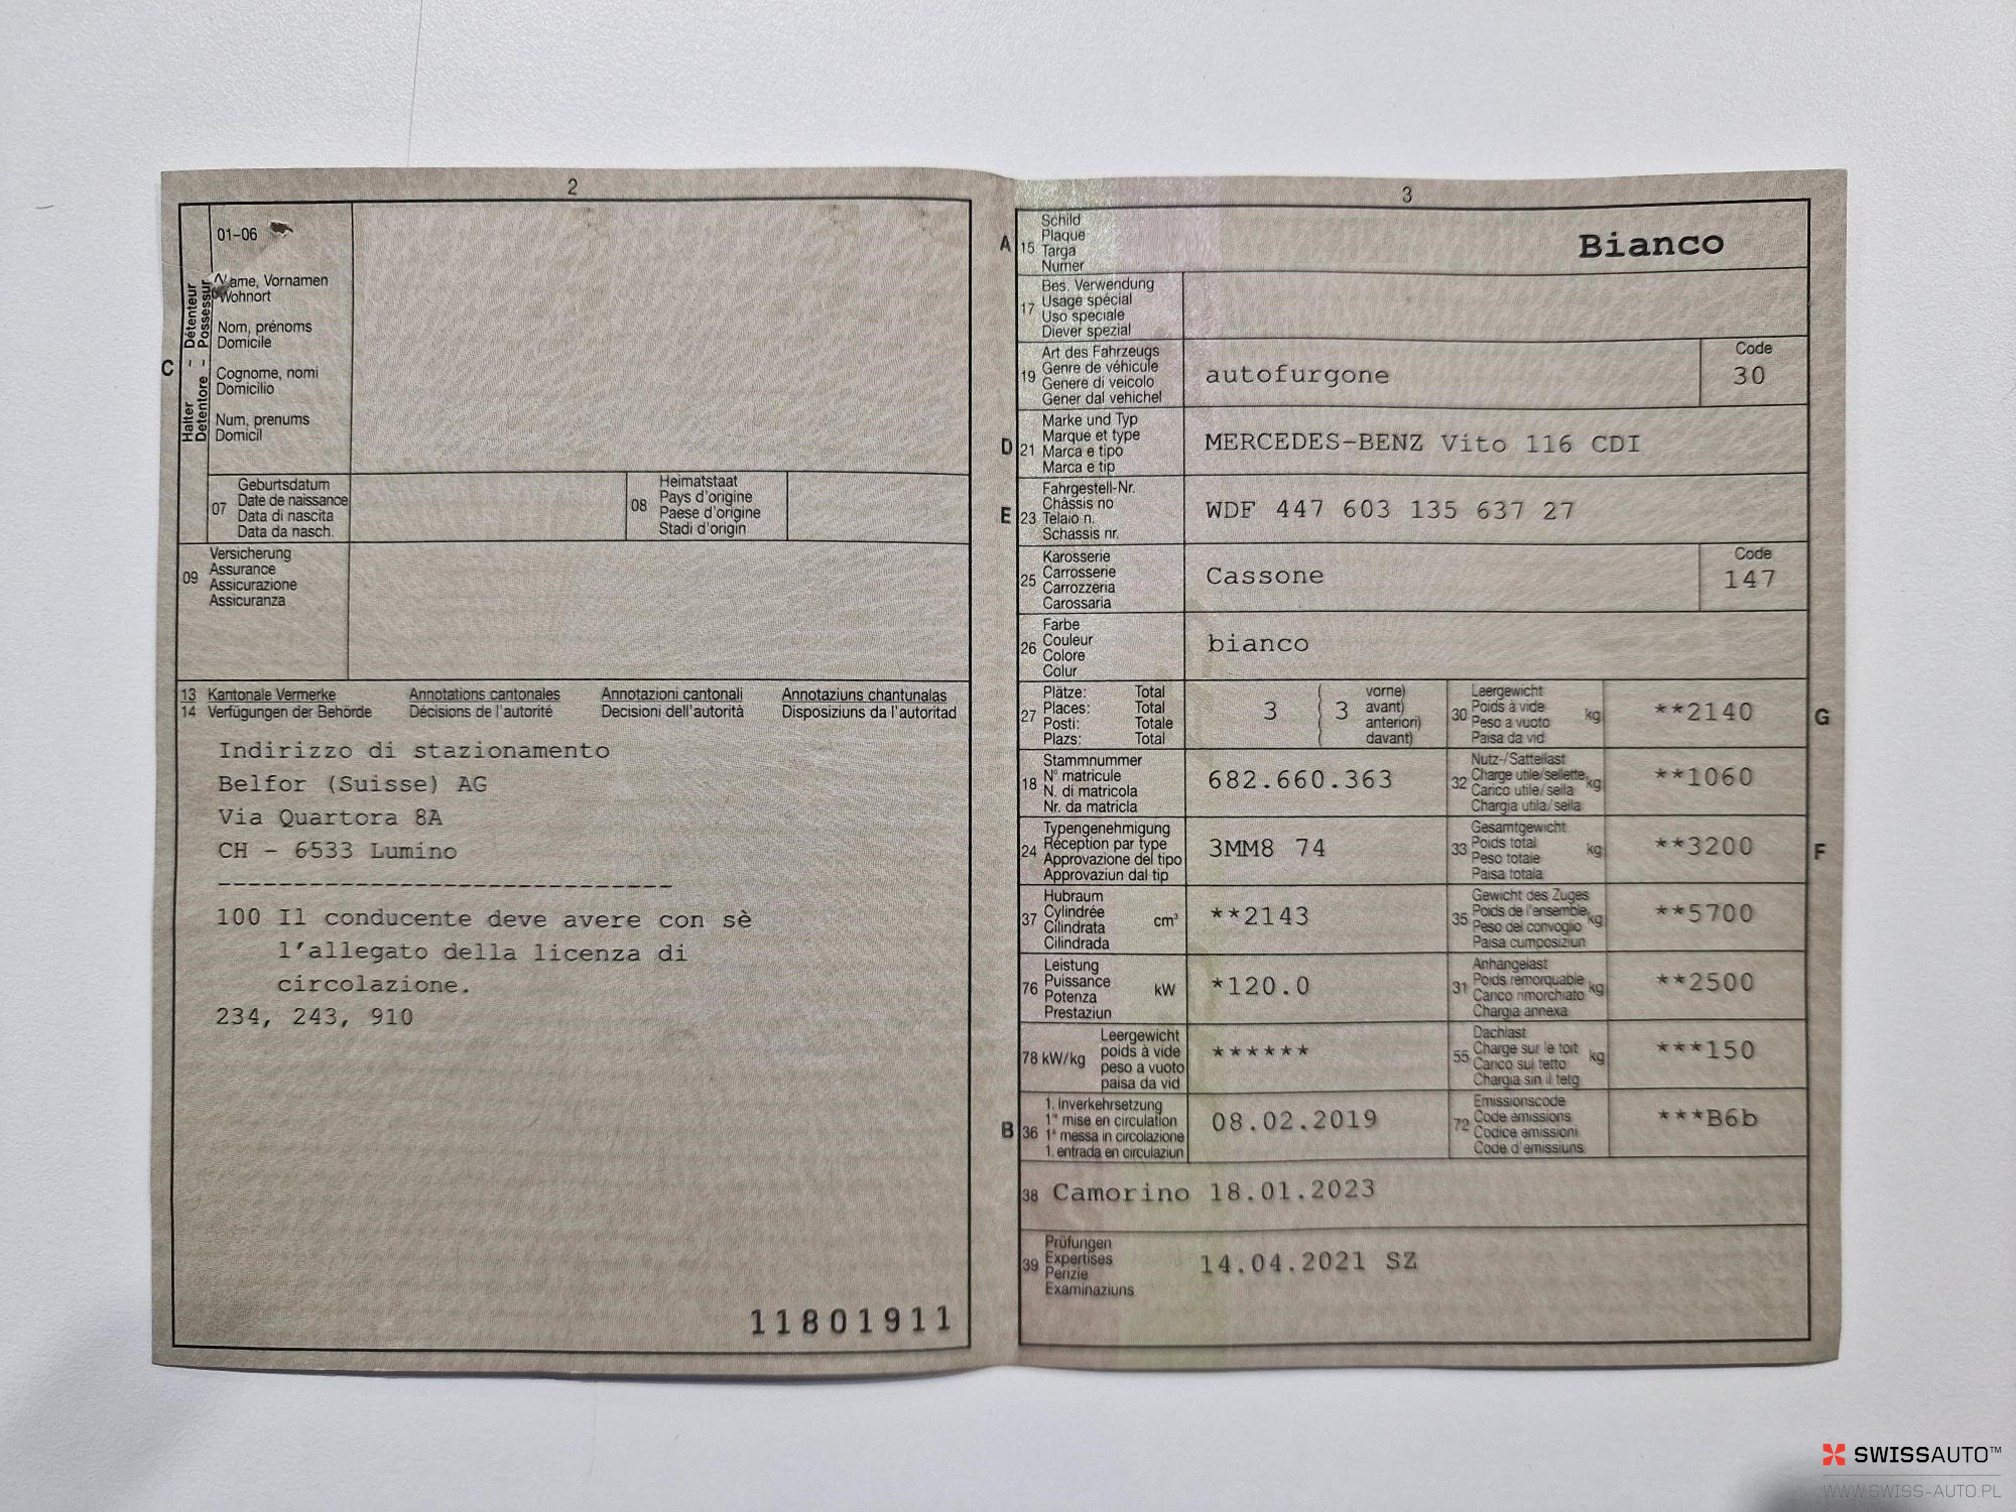 2
01-06
Name, Vornamen
Wohnort
Nom, prénoms
Domicile
Cognome, nomi
Domicilio
Num, prenums
Domicil
C
Halter - Détenteur
Detentore - Possessur
07
Geburtsdatum
Date de naissance
Data di nascita
Data da nasch.
08
Heimatstaat
Pays d'origine
Paese d'origine
Stadi d'origin
09
Versicherung
Assurance
Assicurazione
Assicuranza
13 Kantonale Vermerke Annotations cantonales Annotazioni cantonali Annotaziuns chantunalas
14 Verfügungen der Behörde Décisions de l'autorité Decisioni dell'autorità Disposiziuns da l'autoritad
Indirizzo di stazionamento
Belfor (Suisse) AG
Via Quartora 8A
CH - 6533 Lumino
------------------------------
100 Il conducente deve avere con sè
l'allegato della licenza di
circolazione.
234, 243, 910
11801911
3
A 15
Schild
Plaque
Targa
Numer
Bianco
17
Bes. Verwendung
Usage spécial
Uso speciale
Diever spezial
19
Art des Fahrzeugs
Genre de véhicule
Genere di veicolo
Gener dal vehichel
autofurgone
Code
30
D 21
Marke und Typ
Marque et type
Marca e tipo
Marca e tip
MERCEDES-BENZ Vito 116 CDI
E 23
Fahrgestell-Nr.
Châssis no
Telaio n.
Schassis nr.
WDF 447 603 135 637 27
25
Karosserie
Carrosserie
Carrozzeria
Carossaria
Cassone
Code
147
26
Farbe
Couleur
Colore
Colur
bianco
27
Plätze: Total
Places: Total
Posti: Totale
Plazs: Total
3 ( 3
vorne)
avant)
anteriori)
davant)
30
Leergewicht
Poids à vide
Peso a vuoto
Paisa da vid
kg
**2140
G
18
Stammnummer
N° matricule
N. di matricola
Nr. da matricla
682.660.363
32
Nutz-/Sattellast
Charge utile/sellette
Carico utile/sella
Chargia utila/sella
kg
**1060
24
Typengenehmigung
Réception par type
Approvazione del tipo
Approvaziun dal tip
3MM8 74
33
Gesamtgewicht
Poids total
Peso totale
Paisa totala
kg
**3200
F
37
Hubraum
Cylindrée
Cilindrata
Cilindrada
cm³
**2143
35
Gewicht des Zuges
Poids de l'ensemble
Peso del convoglio
Paisa cumposiziun
kg
**5700
76
Leistung
Puissance
Potenza
Prestaziun
kW
*120.0
31
Anhängelast
Poids remorquable
Carico rimorchiato
Chargia annexa
kg
**2500
78 kW/kg
Leergewicht
poids à vide
peso a vuoto
paisa da vid
******
55
Dachlast
Charge sur le toit
Carico sul tetto
Chargia sin il tetg
kg
***150
B 36
1. Inverkehrsetzung
1re mise en circulation
1a messa in circolazione
1. entrada en circulaziun
08.02.2019
72
Emissionscode
Code émissions
Codice emissioni
Code d'emissiuns
***B6b
38 Camorino 18.01.2023
39
Prüfungen
Expertises
Perizie
Examinaziuns
14.04.2021 SZ
SWISSAUTO™
WWW.SWISS-AUTO.PL